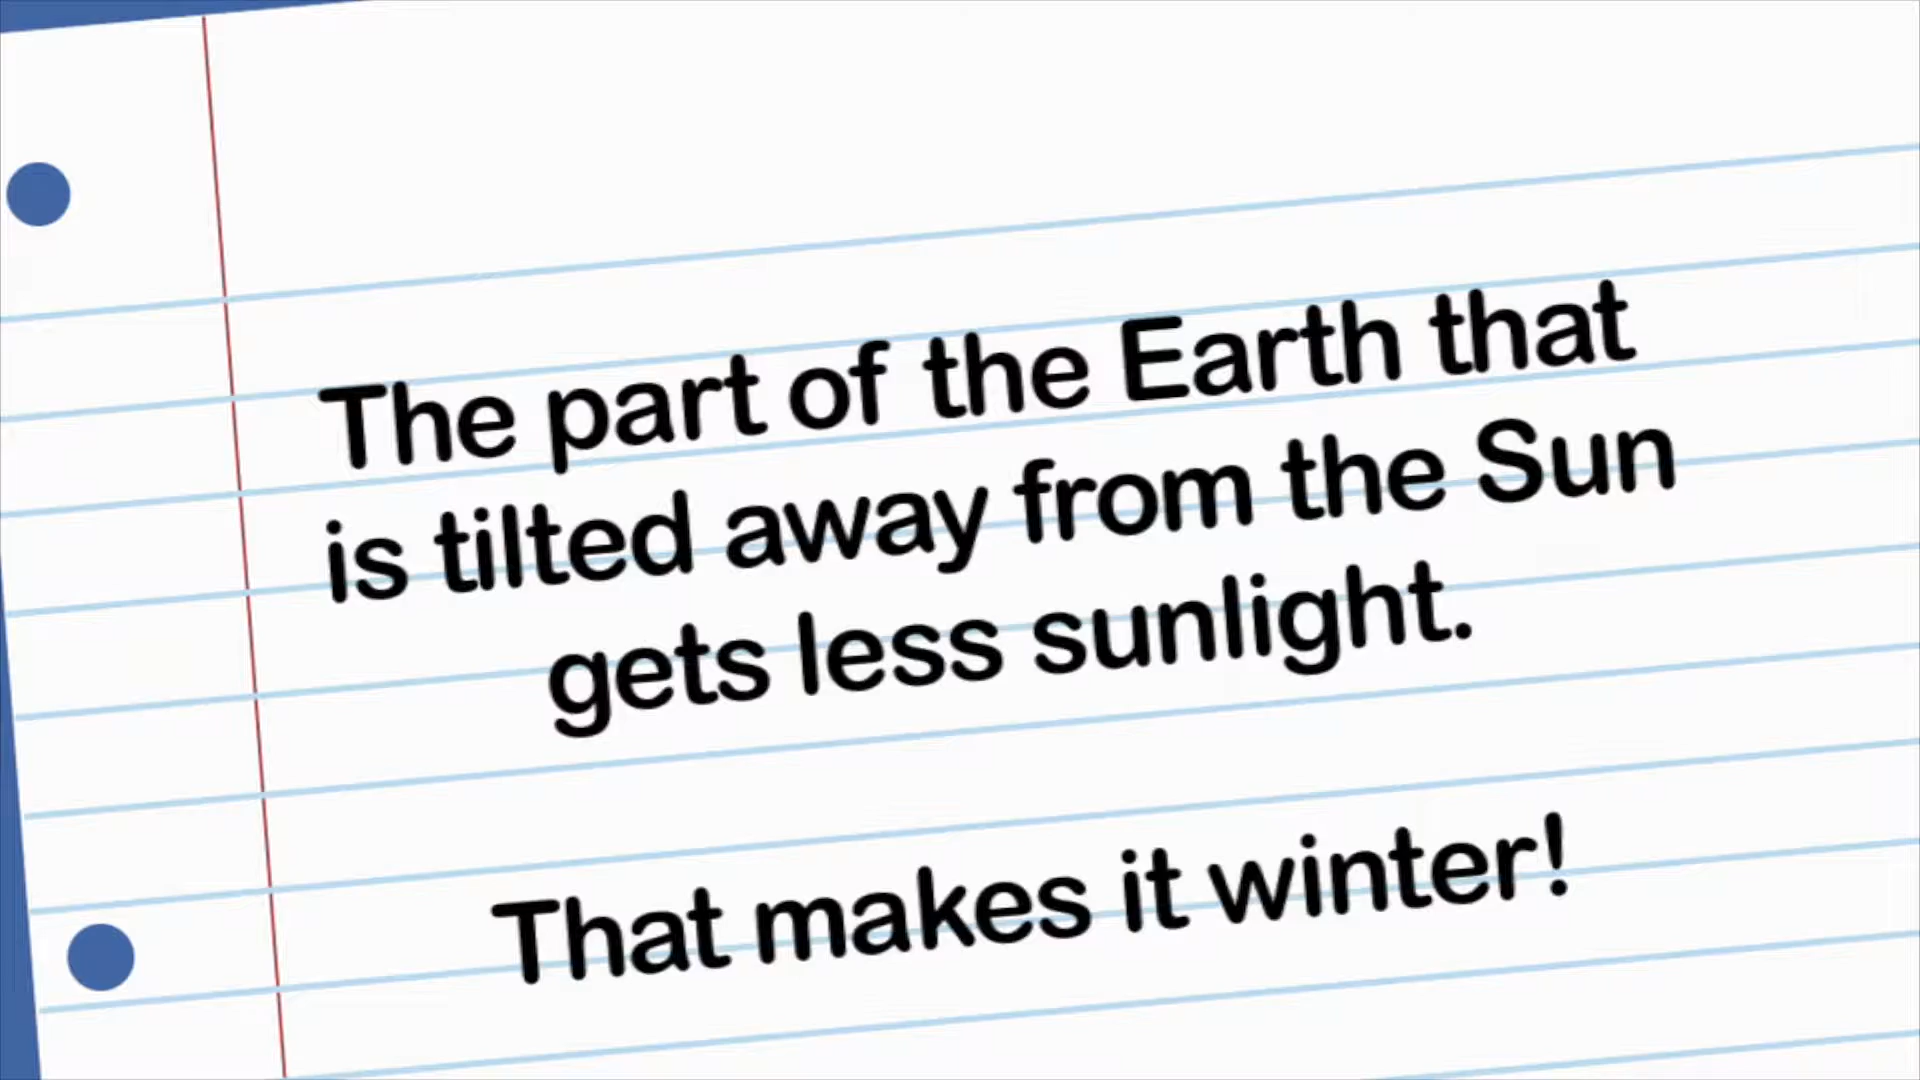 The part of the Earth that
is tilted away from the Sun
gets less sunlight.
That makes it winter!